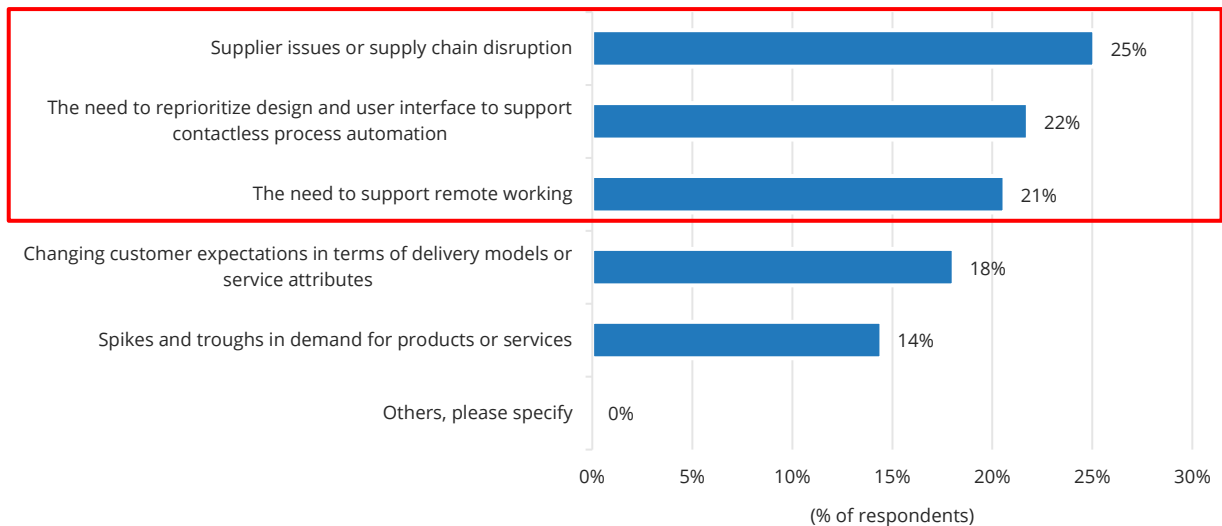 Supplier issues or supply chain disruption
25%
The need to reprioritize design and user interface to support
contactless process automation
22%
The need to support remote working
21%
Changing customer expectations in terms of delivery models or
service attributes
18%
Spikes and troughs in demand for products or services
14%
Others, please specify
0%
0% 5% 10% 15% 20% 25% 30%
(% of respondents)